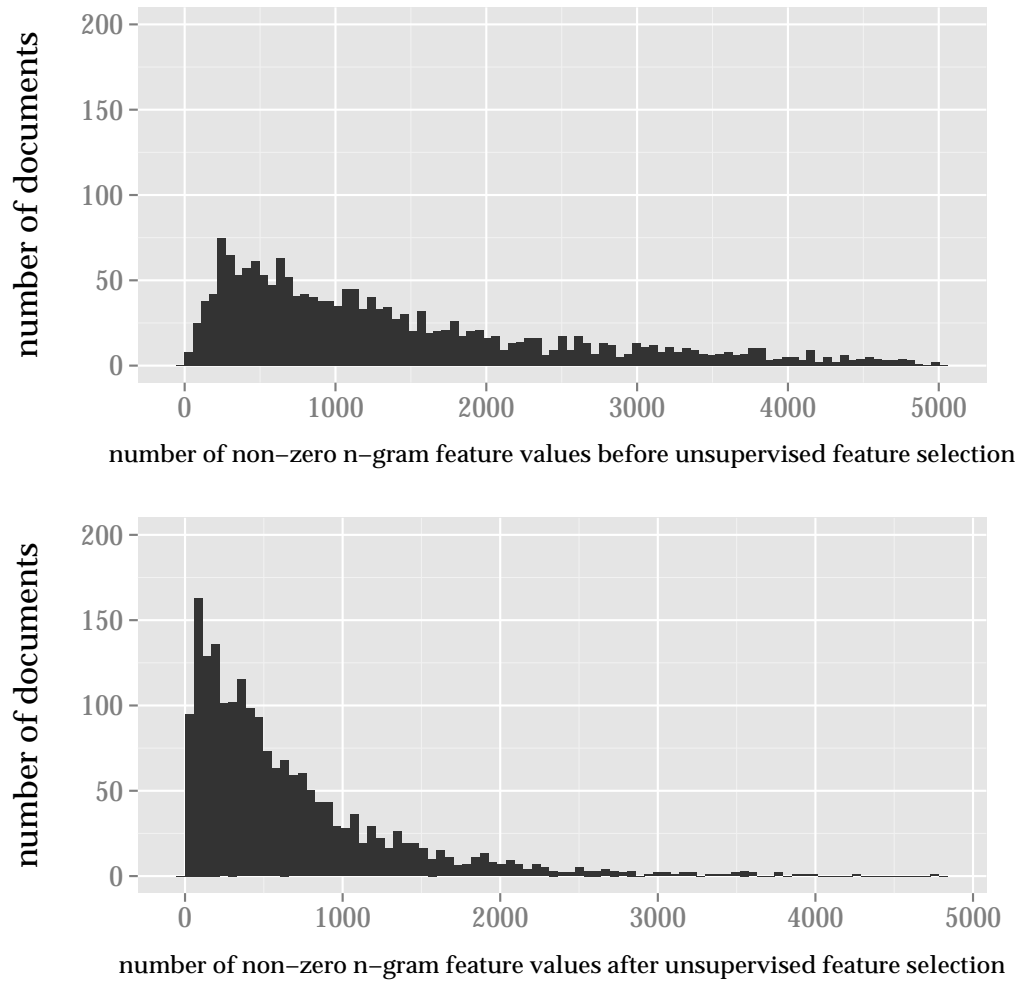 200
150
100
50
0
number of documents
0 1000 2000 3000 4000 5000
number of non−zero n−gram feature values before unsupervised feature selection
200
150
100
50
0
number of documents
0 1000 2000 3000 4000 5000
number of non−zero n−gram feature values after unsupervised feature selection